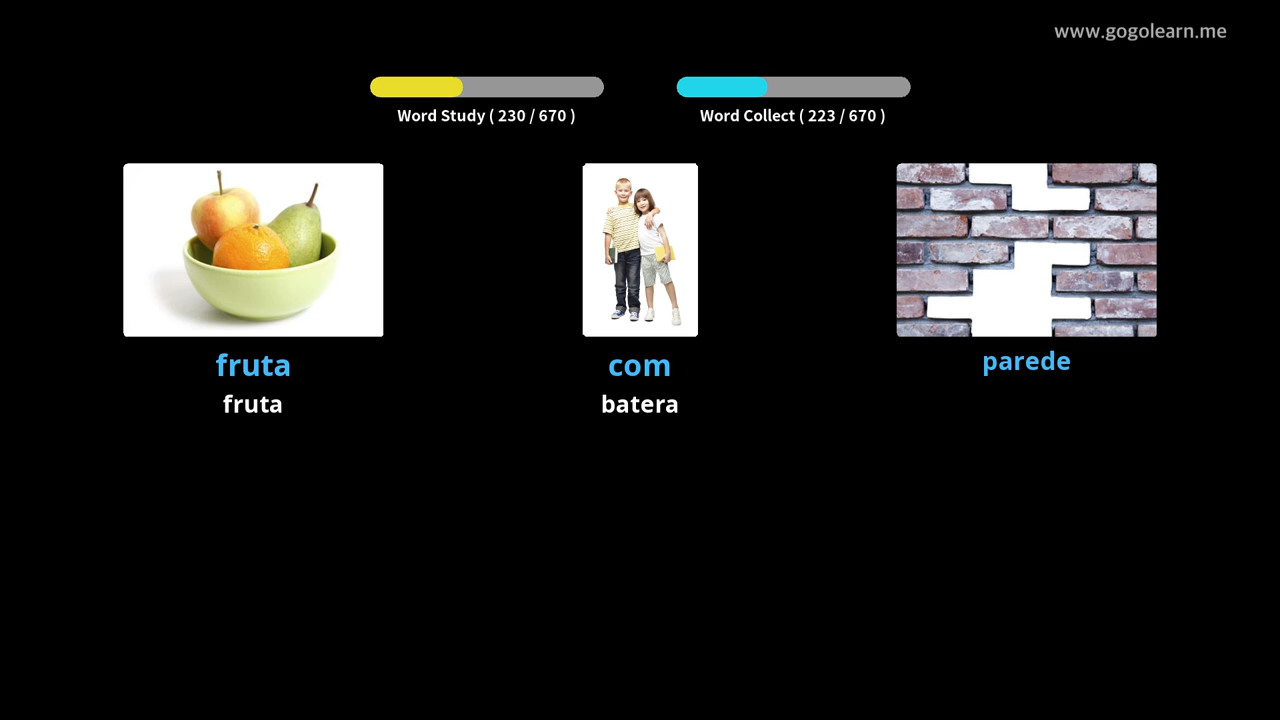 www.gogolearn.me
Word Study ( 230 / 670 )
Word Collect ( 223 / 670 )
fruta
fruta
com
batera
parede